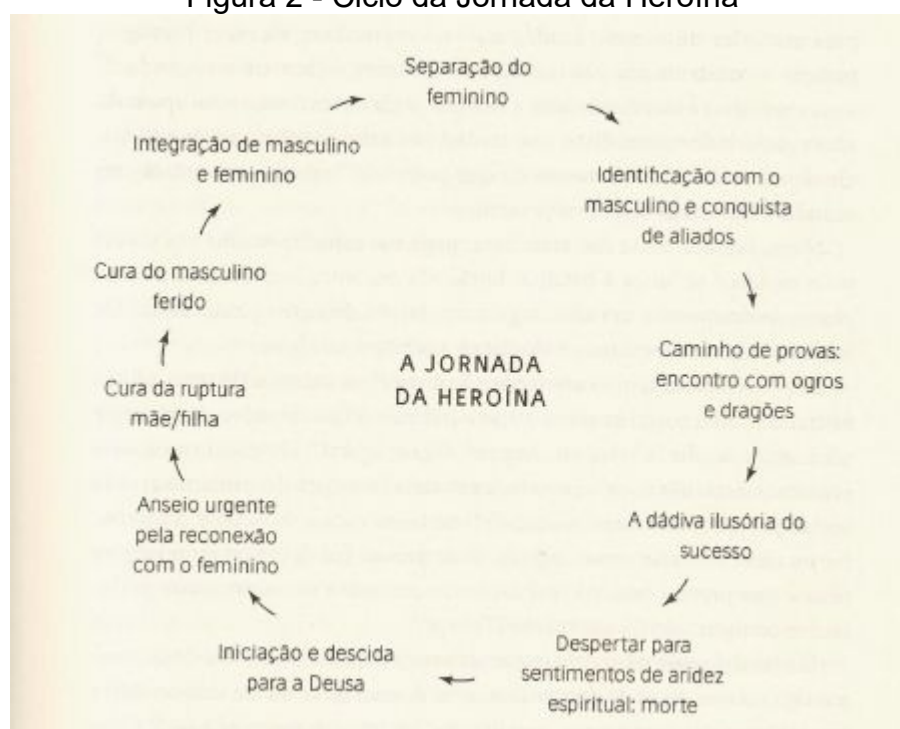 Figura 2 - Ciclo da Jornada da Heroína
Separação do
feminino
Identificação com o
masculino e conquista
de aliados
Caminho de provas:
encontro com ogros
e dragões
A dádiva ilusória do
sucesso
Despertar para
sentimentos de aridez
espiritual: morte
Iniciação e descida
para a Deusa
Anseio urgente
pela reconexão
com o feminino
Cura da ruptura
mãe/filha
Cura do masculino
ferido
Integração de masculino
e feminino
A JORNADA
DA HEROÍNA